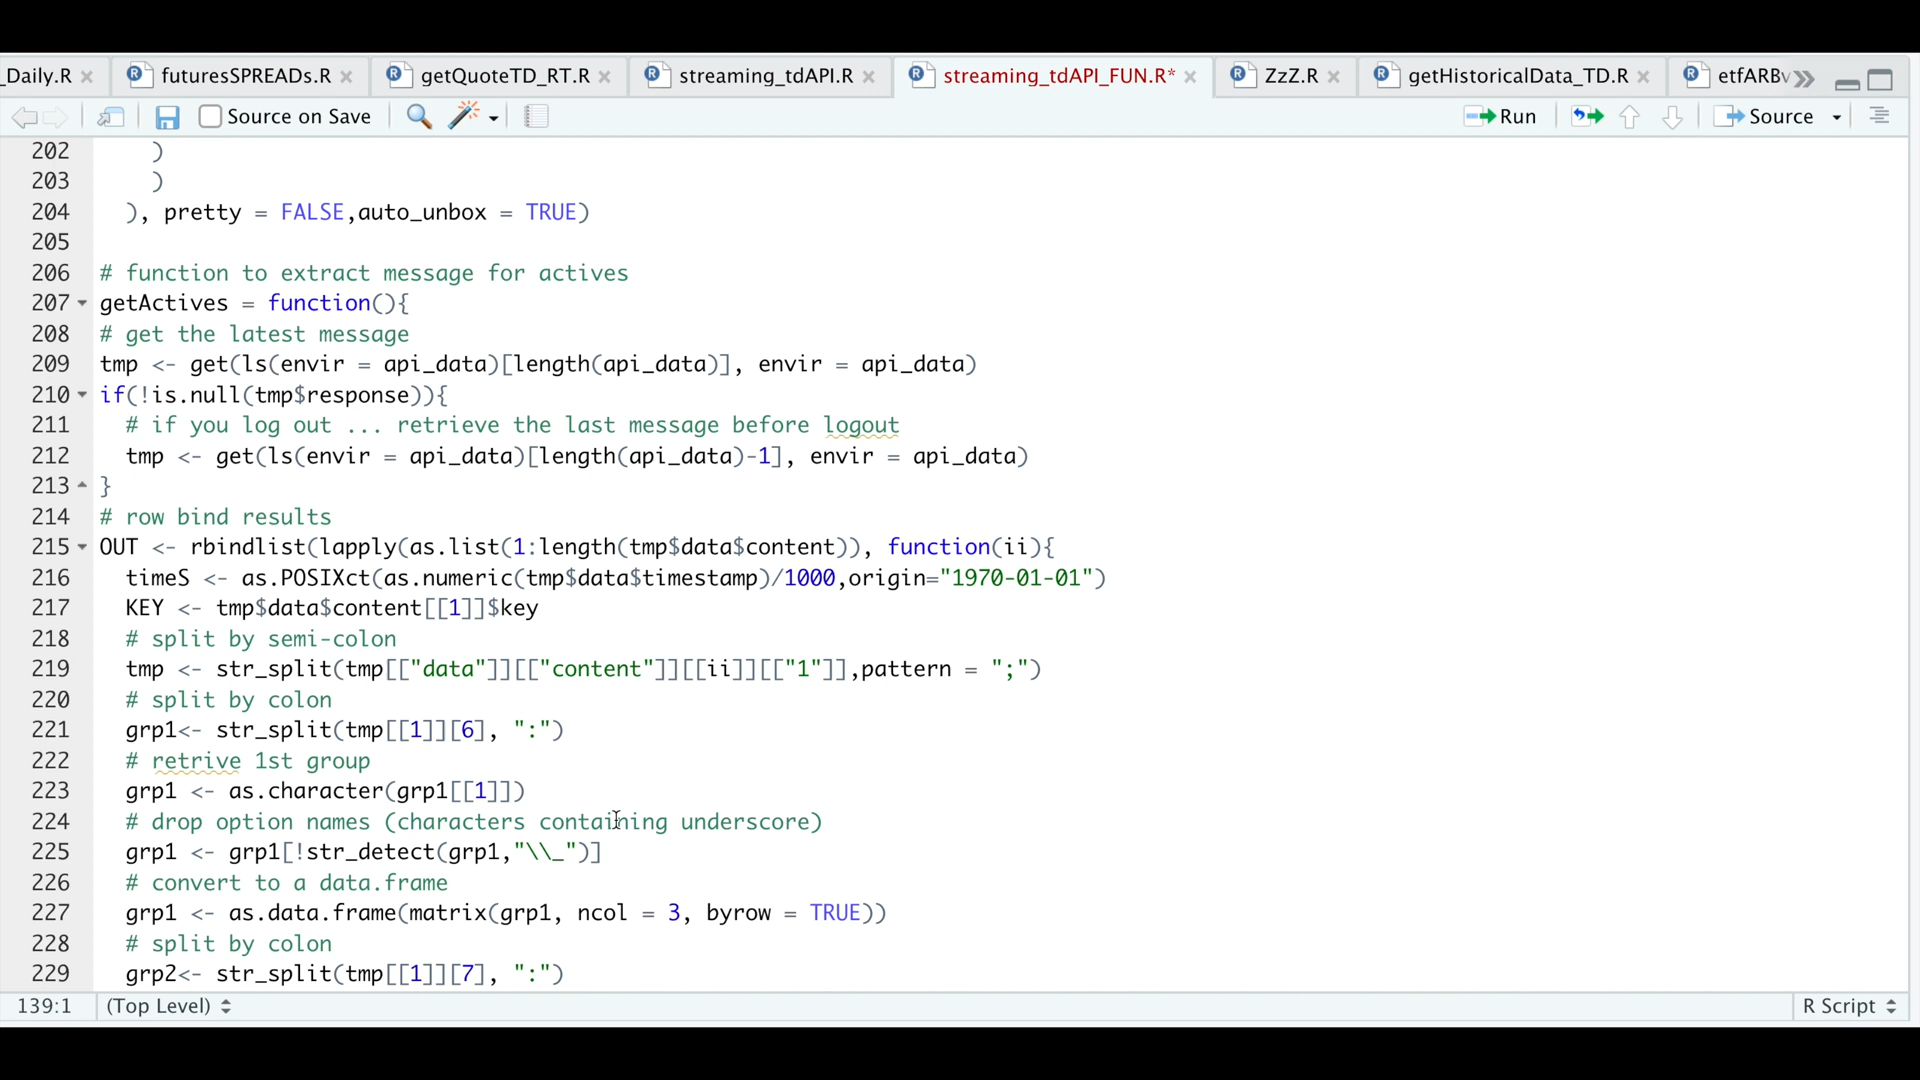 _Daily.R × futuresSPREADs.R × getQuoteTD_RT.R × streaming_tdAPI.R × streaming_tdAPI_FUN.R* × ZzZ.R × getHistoricalData_TD.R × etfARB
Source on Save Run Source
202 )
203 )
204 ), pretty = FALSE,auto_unbox = TRUE)
205
206 # function to extract message for actives
207 getActives = function(){
208 # get the latest message
209 tmp <- get(ls(envir = api_data)[length(api_data)], envir = api_data)
210 if(!is.null(tmp$response)){
211 # if you log out ... retrieve the last message before logout
212 tmp <- get(ls(envir = api_data)[length(api_data)-1], envir = api_data)
213 }
214 # row bind results
215 OUT <- rbindlist(lapply(as.list(1:length(tmp$data$content)), function(ii){
216 timeS <- as.POSIXct(as.numeric(tmp$data$timestamp)/1000,origin="1970-01-01")
217 KEY <- tmp$data$content[[1]]$key
218 # split by semi-colon
219 tmp <- str_split(tmp[["data"]][["content"]][[ii]][["1"]],pattern = ";")
220 # split by colon
221 grp1<- str_split(tmp[[1]][6], ":")
222 # retrive 1st group
223 grp1 <- as.character(grp1[[1]])
224 # drop option names (characters containing underscore)
225 grp1 <- grp1[!str_detect(grp1,"\\_")]
226 # convert to a data.frame
227 grp1 <- as.data.frame(matrix(grp1, ncol = 3, byrow = TRUE))
228 # split by colon
229 grp2<- str_split(tmp[[1]][7], ":")
139:1 (Top Level) R Script